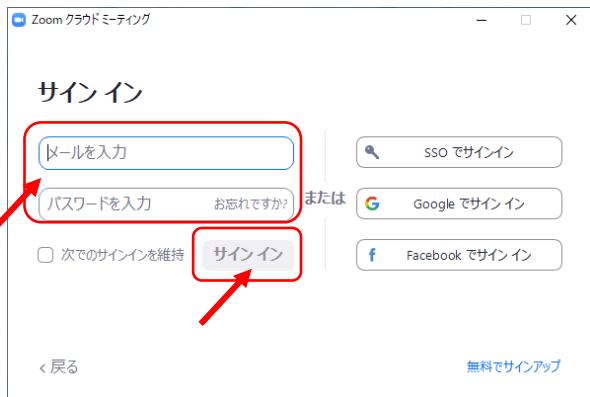 Zoom クラウド ミーティング
サイン イン
メールを入力
パスワードを入力 お忘れですか?
次でのサインインを維持 サイン イン
または
SSO でサインイン
Google でサイン イン
Facebook でサイン イン
< 戻る
無料でサインアップ